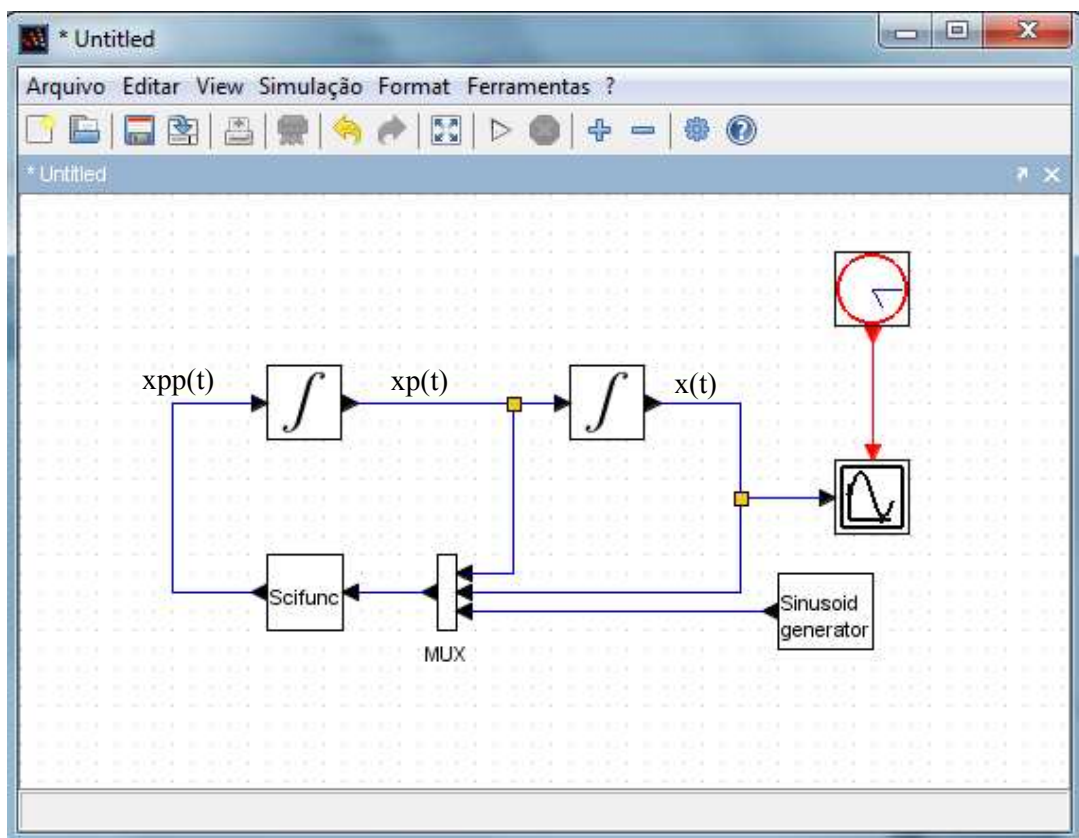 * Untitled
Arquivo Editar View Simulação Format Ferramentas ?
* Untitled
xpp(t) xp(t) x(t)
Scifunc
MUX
Sinusoid
generator